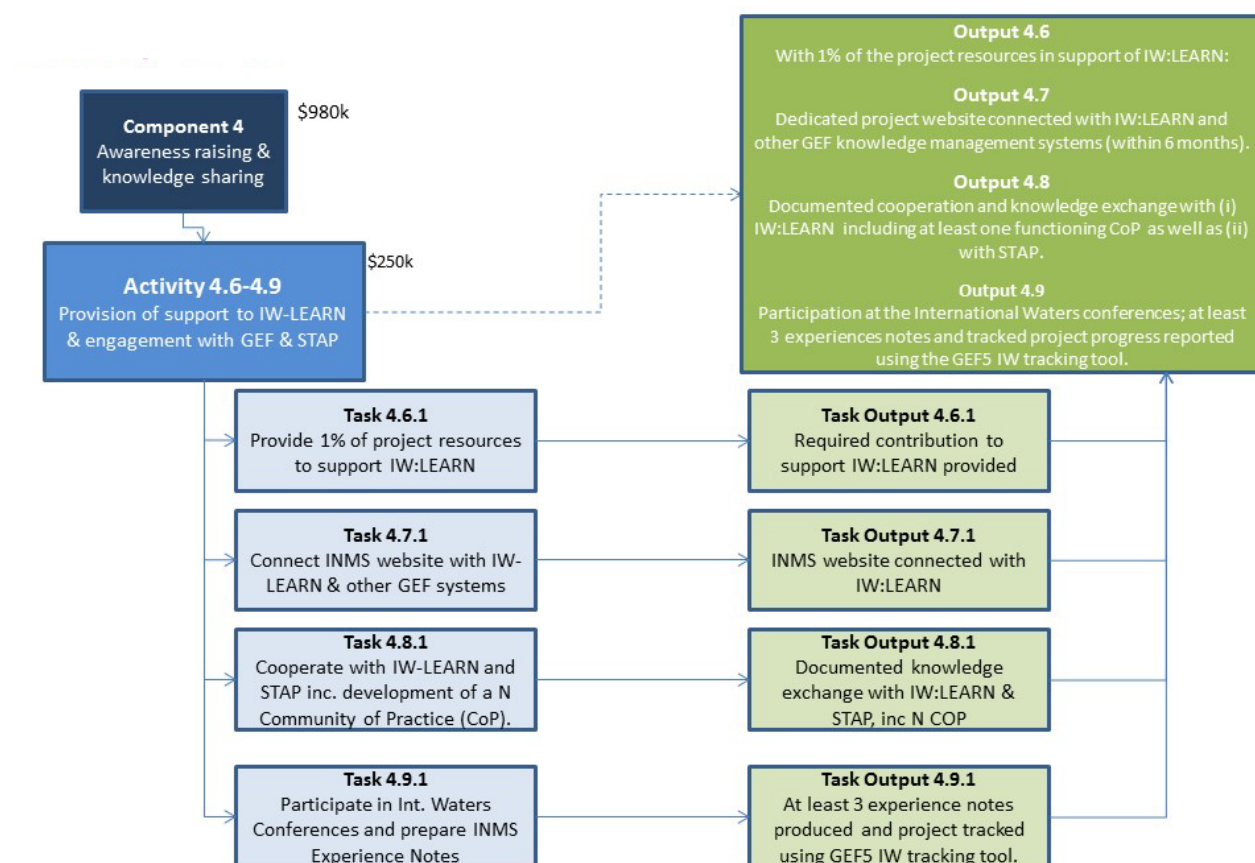 Component 4
Awareness raising &
knowledge sharing
$980k
Activity 4.6-4.9
Provision of support to IW-LEARN
& engagement with GEF & STAP
$250k
Output 4.6
With 1% of the project resources in support of IW:LEARN:
Output 4.7
Dedicated project website connected with IW:LEARN and
other GEF knowledge management systems (within 6 months).
Output 4.8
Documented cooperation and knowledge exchange with (i)
IW:LEARN including at least one functioning CoP as well as (ii)
with STAP.
Output 4.9
Participation at the International Waters conferences; at least
3 experiences notes and tracked project progress reported
using the GEF5 IW tracking tool.
Task 4.6.1
Provide 1% of project resources
to support IW:LEARN
Task Output 4.6.1
Required contribution to
support IW:LEARN provided
Task 4.7.1
Connect INMS website with IW-
LEARN & other GEF systems
Task Output 4.7.1
INMS website connected with
IW:LEARN
Task 4.8.1
Cooperate with IW-LEARN and
STAP inc. development of a N
Community of Practice (CoP).
Task Output 4.8.1
Documented knowledge
exchange with IW:LEARN &
STAP, inc N COP
Task 4.9.1
Participate in Int. Waters
Conferences and prepare INMS
Experience Notes
Task Output 4.9.1
At least 3 experience notes
produced and project tracked
using GEF5 IW tracking tool.